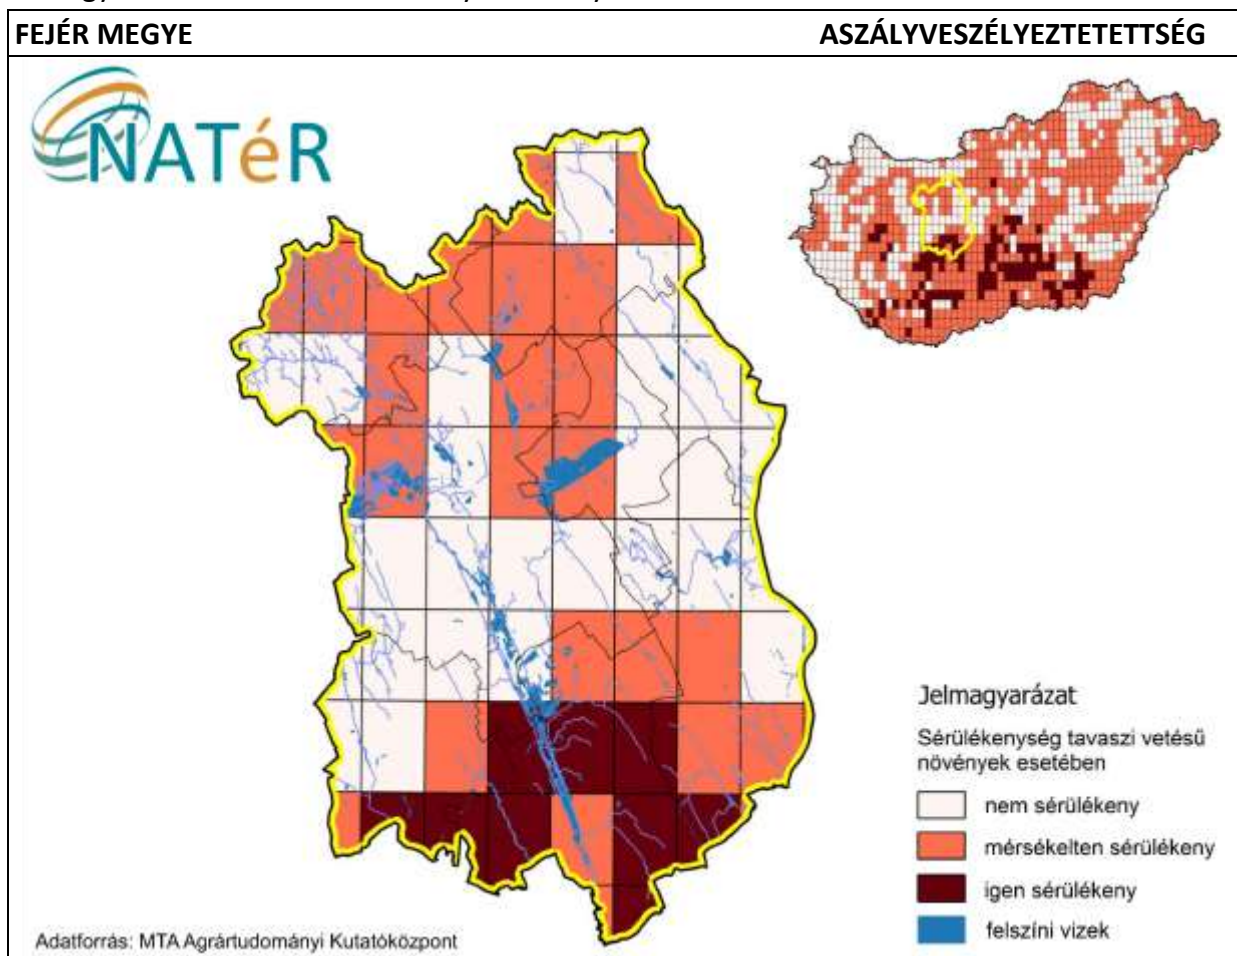 FEJÉR MEGYE
ASZÁLYVESZÉLYEZTETETTSÉG
NATéR
Jelmagyarázat
Sérülékenység tavaszi vetésű
növények esetében
nem sérülékeny
mérsékelten sérülékeny
igen sérülékeny
felszíni vizek
Adatforrás: MTA Agrártudományi Kutatóközpont